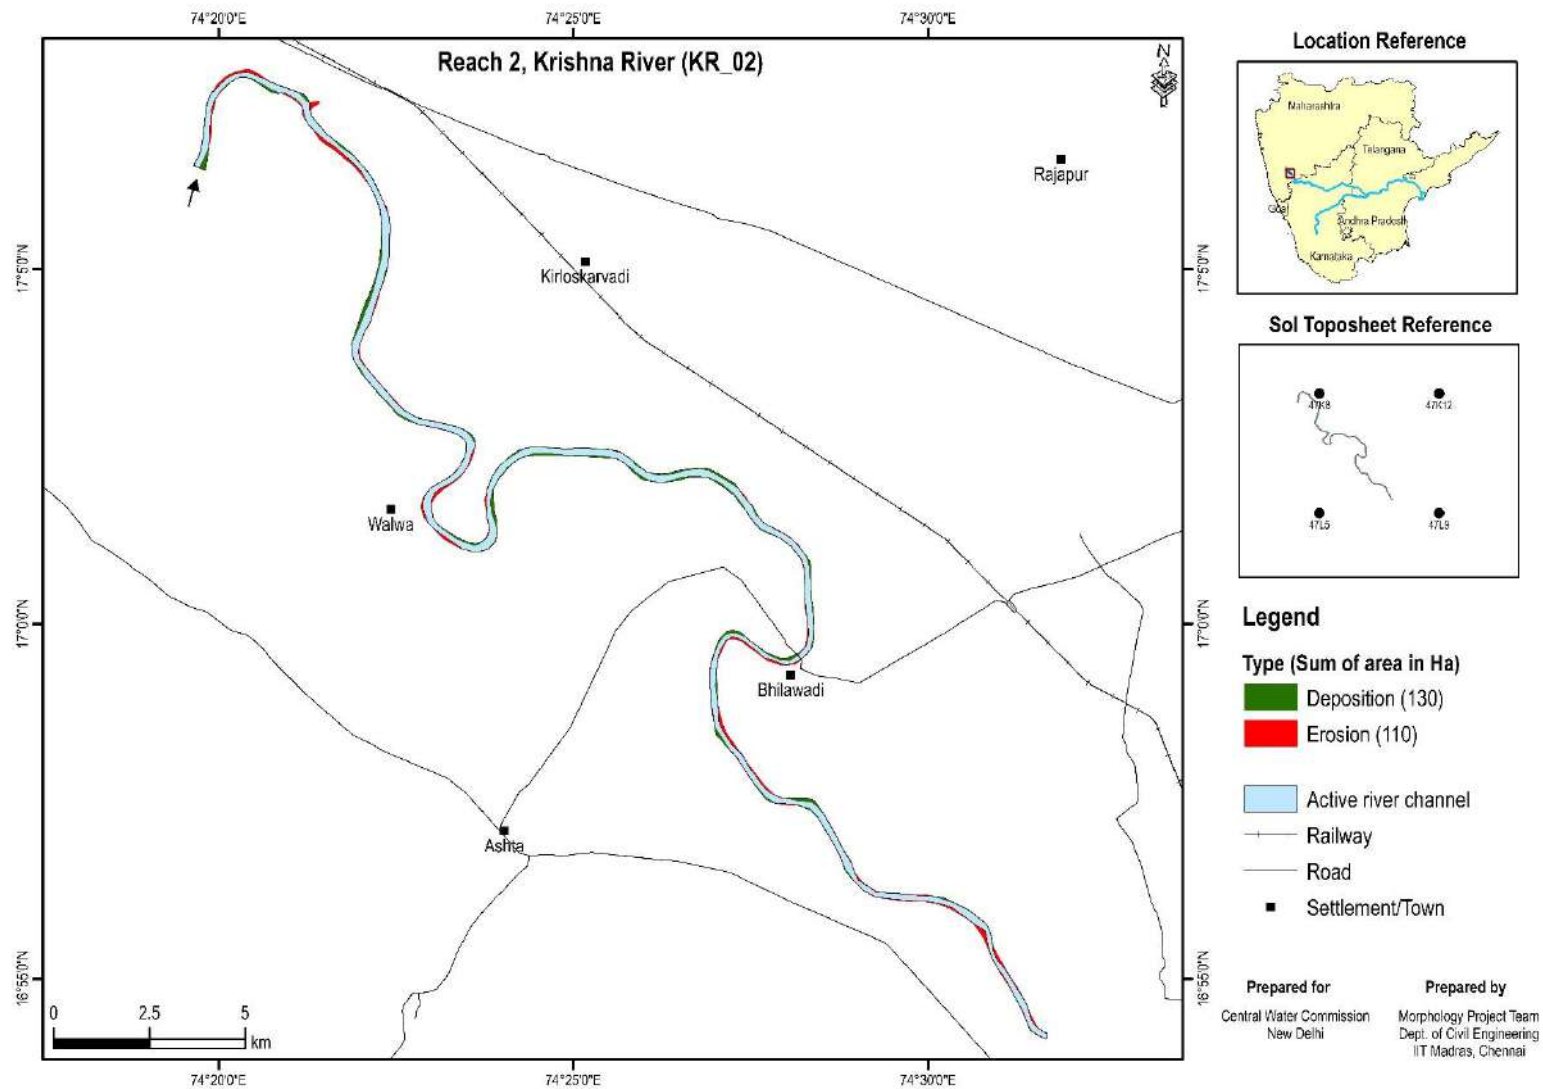 74°20'0"E
74°25'0"E
74°30'0"E
Reach 2, Krishna River (KR_02)
N
Rajapur
Kirloskarvadi
17°5'0"N
17°5'0"N
Walwa
17°0'0"N
17°0'0"N
Bhilawadi
Ashta
16°55'0"N
16°55'0"N
0
2.5
5
km
74°20'0"E
74°25'0"E
74°30'0"E
Location Reference
Maharashtra
Telangana
Goa
Andhra Pradesh
Karnataka
SoI Toposheet Reference
47K8
47K12
47L5
47L9
Legend
Type (Sum of area in Ha)
Deposition (130)
Erosion (110)
Active river channel
Railway
Road
Settlement/Town
Prepared for
Central Water Commission
New Delhi
Prepared by
Morphology Project Team
Dept. of Civil Engineering
IIT Madras, Chennai